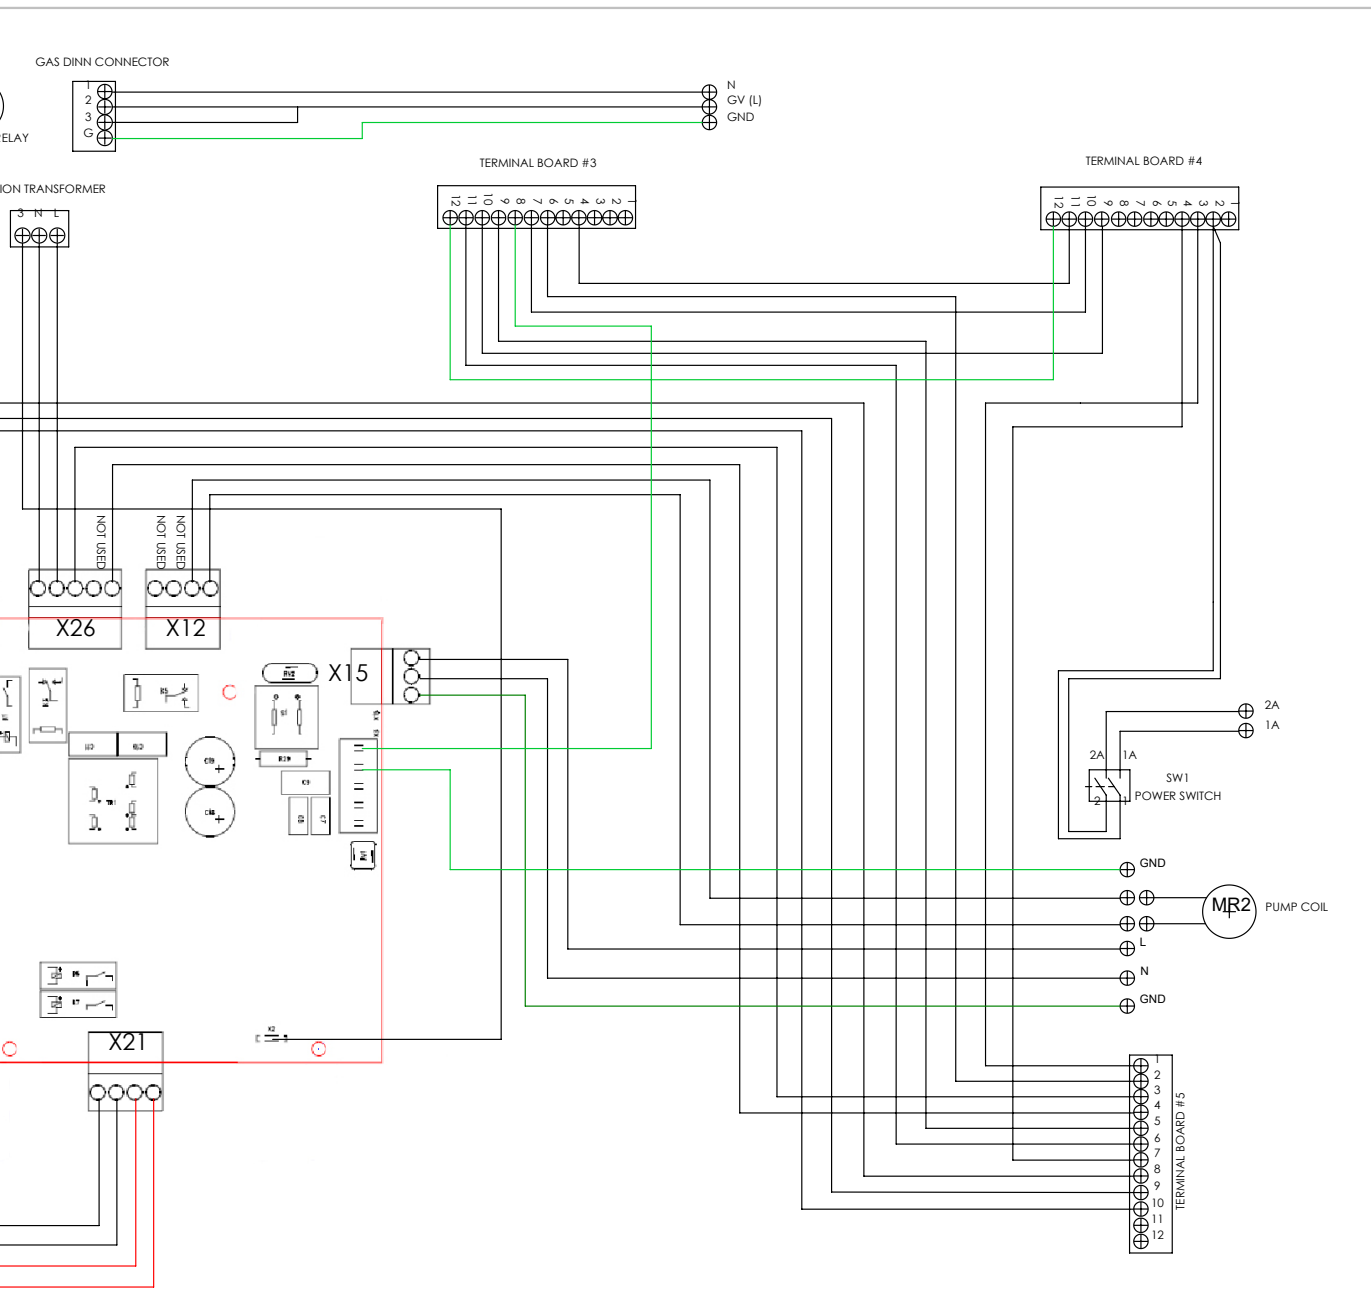 GAS DINN CONNECTOR
1
2
3
G
N
GV (L)
GND
ELAY
TERMINAL BOARD #3
12 11 10 9 8 7 6 5 4 3 2 1
TERMINAL BOARD #4
12 11 10 9 8 7 6 5 4 3 2 1
ION TRANSFORMER
3 N L
NOT USED
NOT USED
NOT USED
X26
X12
X15
2A
1A
2A 1A
2 1
SW1
POWER SWITCH
GND
MR2
PUMP COIL
L
N
GND
X21
X2
TERMINAL BOARD #5
1
2
3
4
5
6
7
8
9
10
11
12